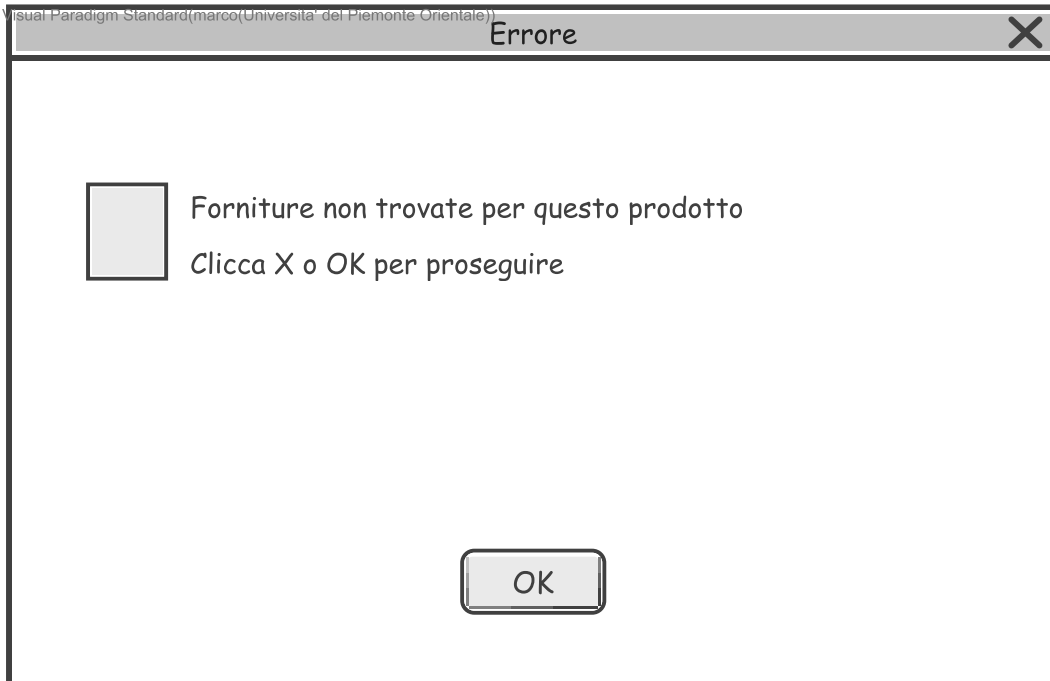 Visual Paradigm Standard(marco(Universita' del Piemonte Orientale))
Errore
Forniture non trovate per questo prodotto
Clicca X o OK per proseguire
OK